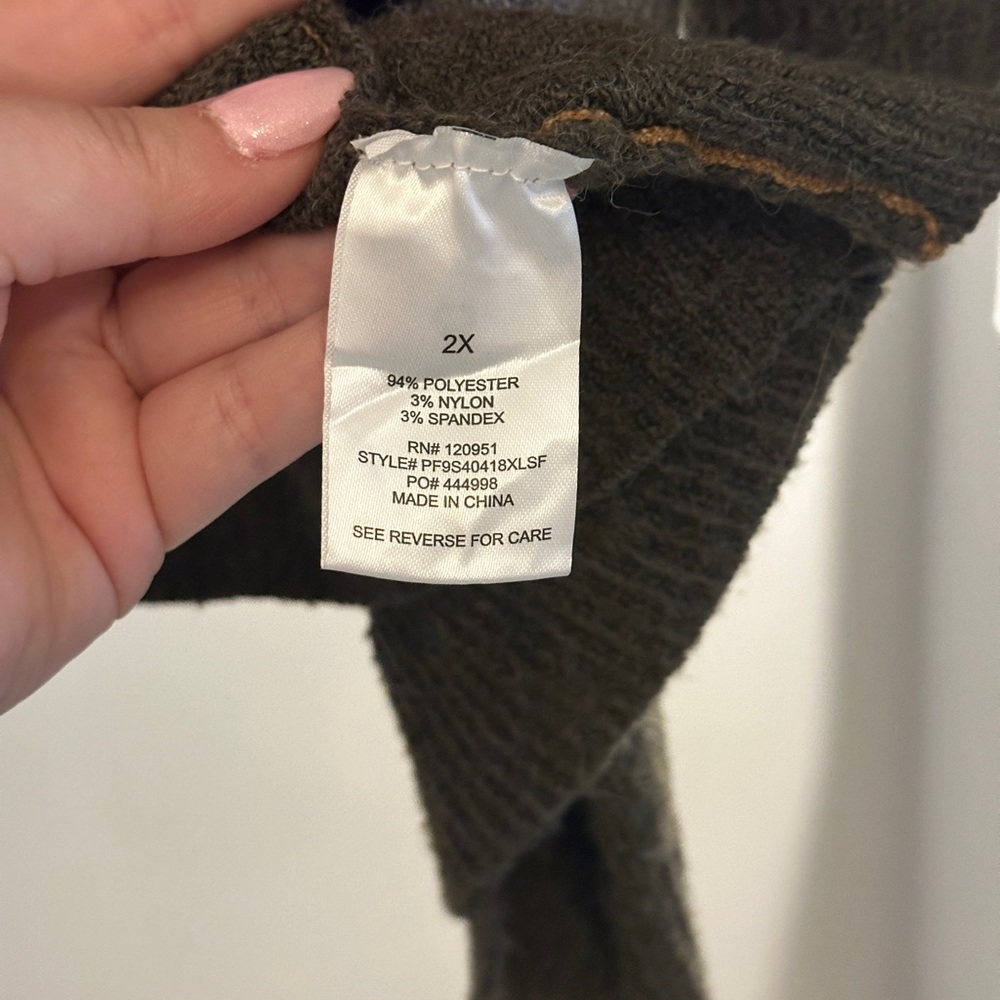 2X
94% POLYESTER
3% NYLON
3% SPANDEX
RN# 120951
STYLE# PF9S40418XLSF
PO# 444998
MADE IN CHINA
SEE REVERSE FOR CARE